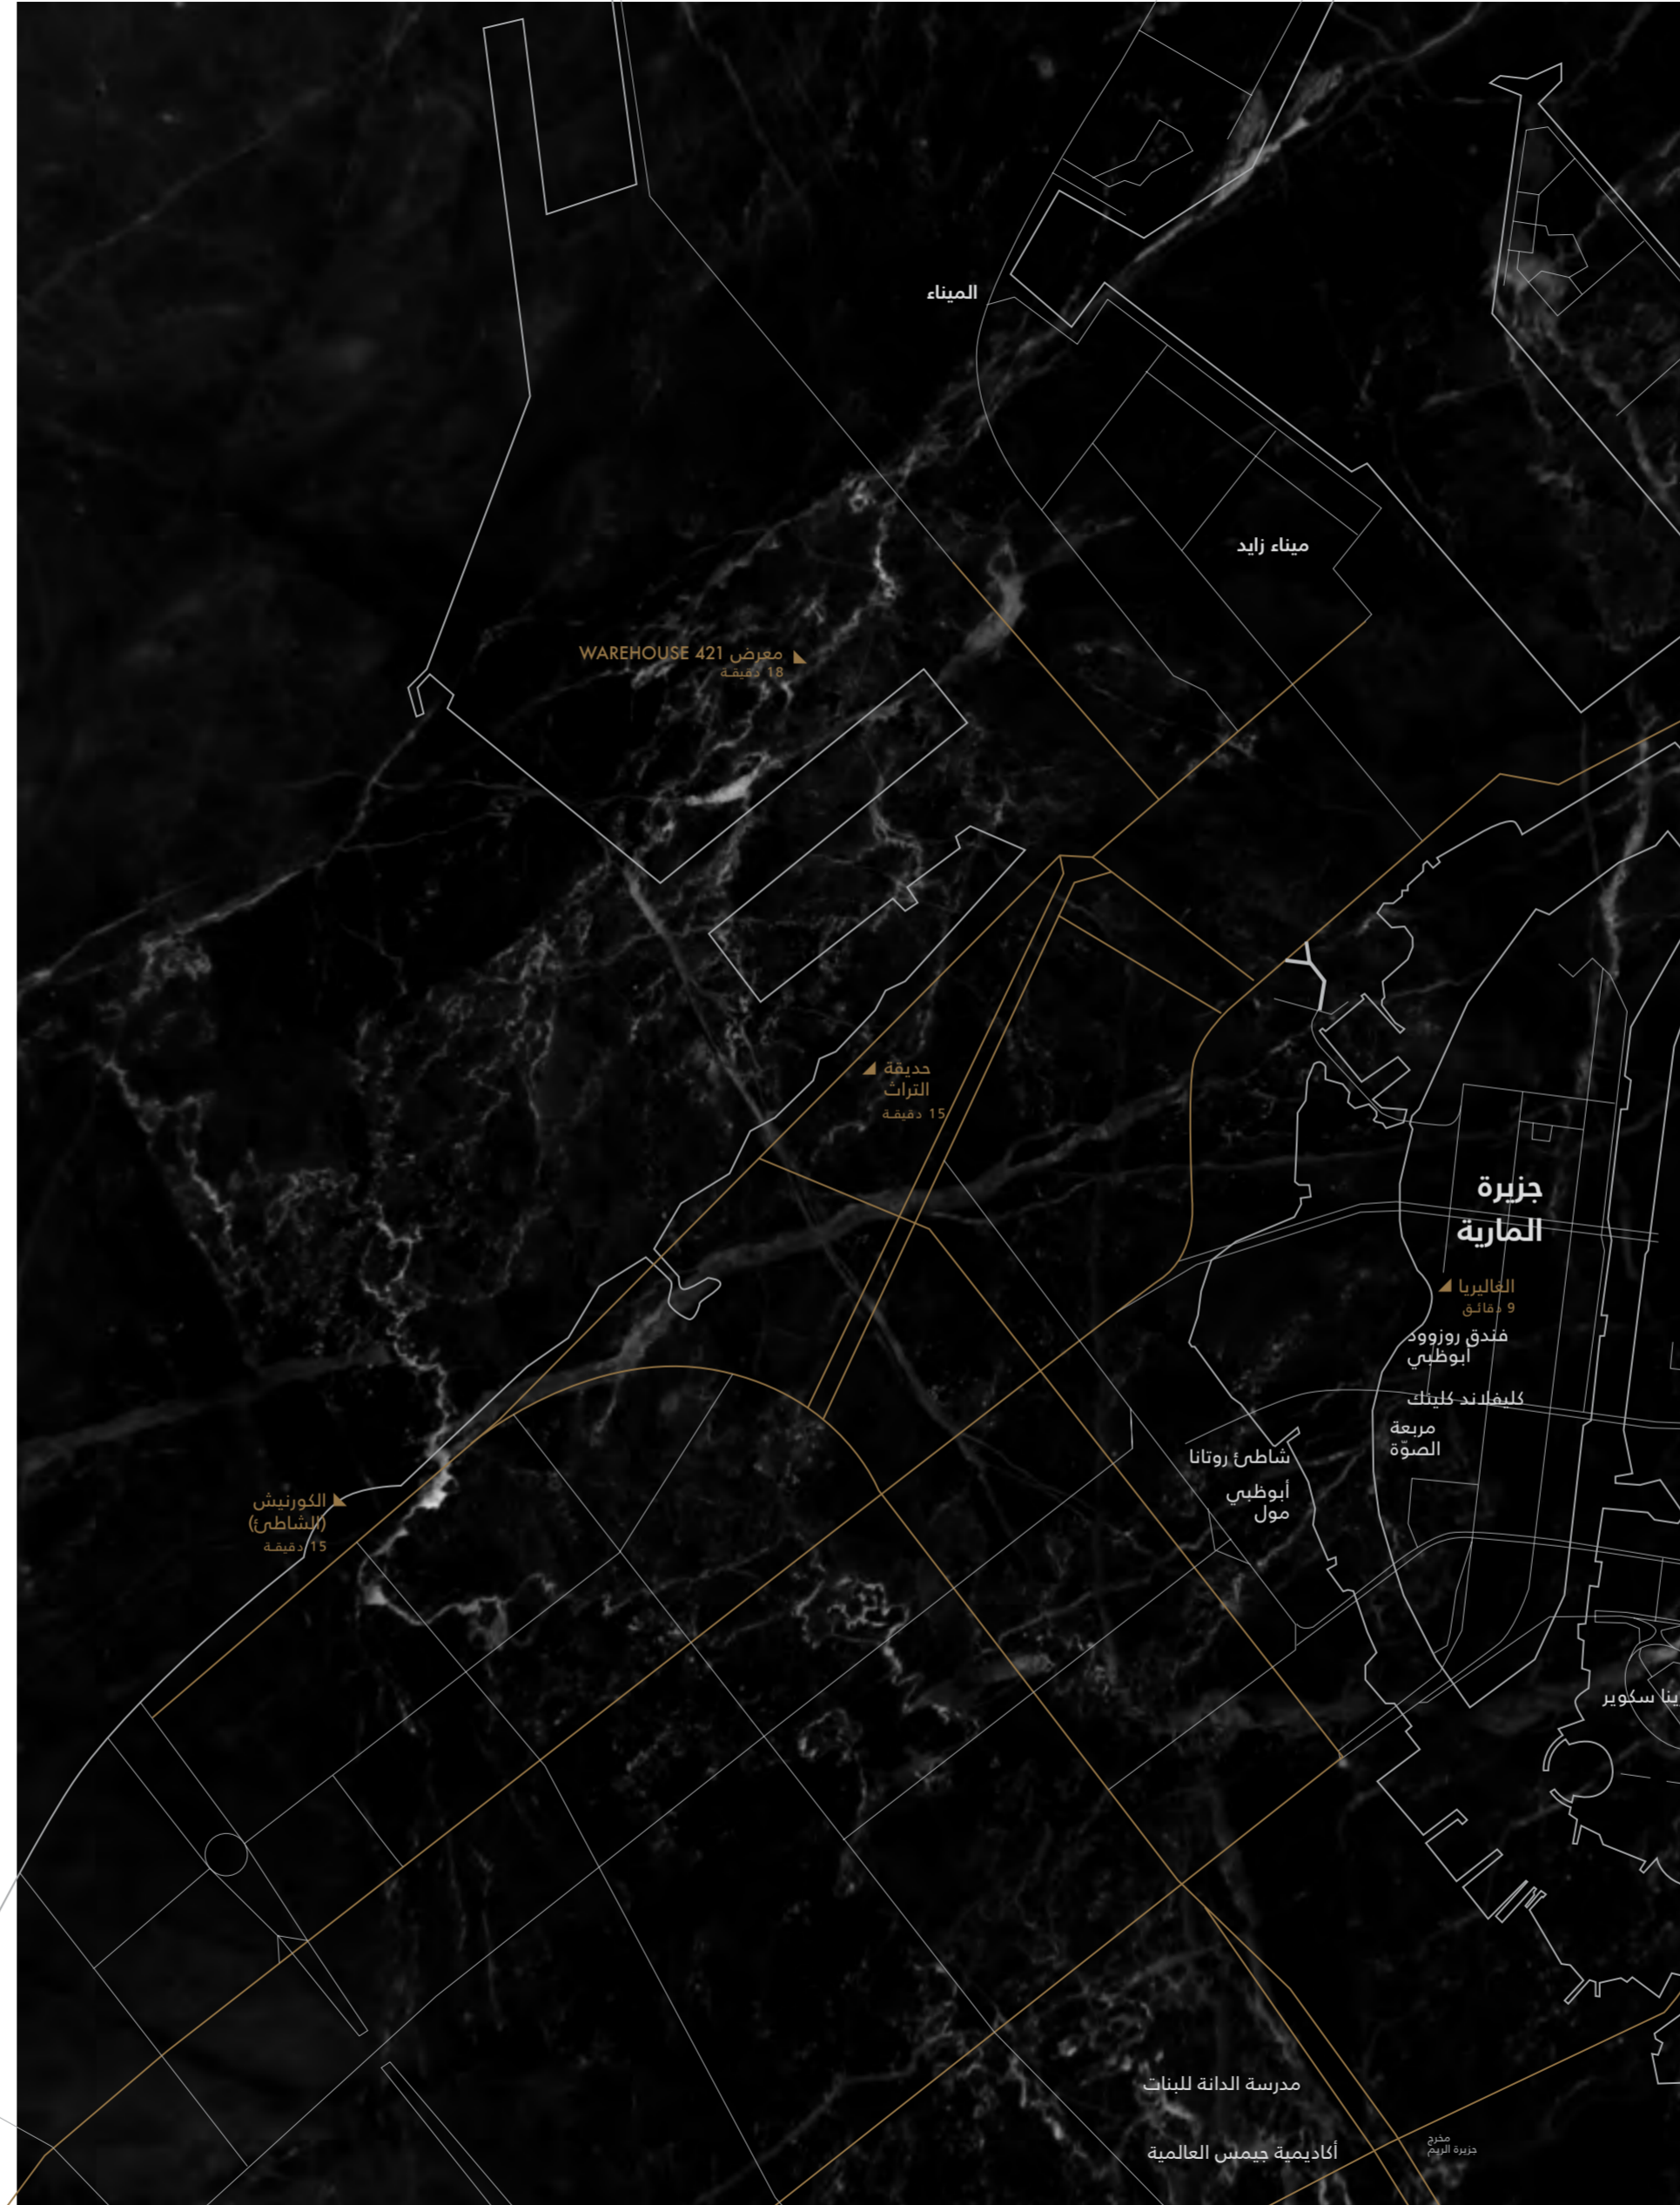 الميناء
ميناء زايد
معرض WAREHOUSE 421
18 دقيقة
حديقة
التراث
15 دقيقة
جزيرة
المارية
الغاليريا
9 دقائق
فندق روزوود
أبوظبي
كليفلاند كلينك
مربعة
الصوّة
شاطئ روتانا
أبوظبي
مول
الكورنيش
(الشاطئ)
15 دقيقة
سكوير
مدرسة الدانة للبنات
أكاديمية جيمس العالمية
مخرج
جزيرة الريم